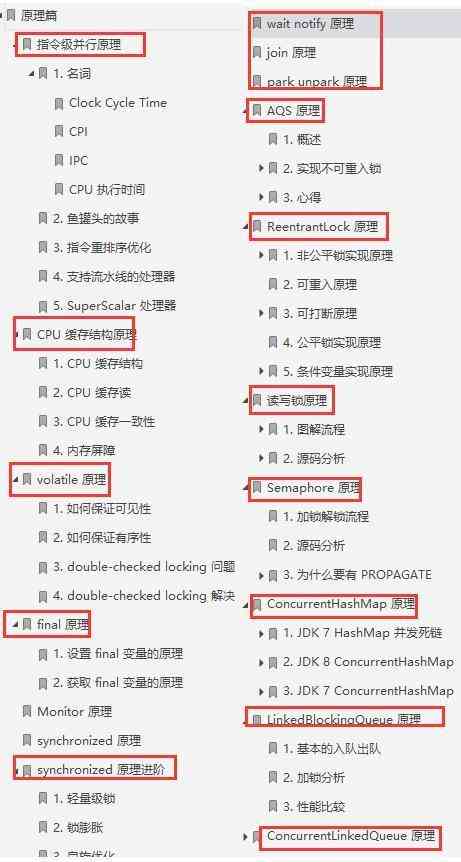 原理篇
指令级并行原理
1. 名词
Clock Cycle Time
CPI
IPC
CPU 执行时间
2. 鱼罐头的故事
3. 指令重排序优化
4. 支持流水线的处理器
5. SuperScalar 处理器
CPU 缓存结构原理
1. CPU 缓存结构
2. CPU 缓存读
3. CPU 缓存一致性
4. 内存屏障
volatile 原理
1. 如何保证可见性
2. 如何保证有序性
3. double-checked locking 问题
4. double-checked locking 解决
final 原理
1. 设置 final 变量的原理
2. 获取 final 变量的原理
Monitor 原理
synchronized 原理
synchronized 原理进阶
1. 轻量级锁
2. 锁膨胀
3. 自旋优化
wait notify 原理
join 原理
park unpark 原理
AQS 原理
1. 概述
2. 实现不可重入锁
3. 心得
ReentrantLock 原理
1. 非公平锁实现原理
2. 可重入原理
3. 可打断原理
4. 公平锁实现原理
5. 条件变量实现原理
读写锁原理
1. 图解流程
2. 源码分析
Semaphore 原理
1. 加锁解锁流程
2. 源码分析
3. 为什么要有 PROPAGATE
ConcurrentHashMap 原理
1. JDK 7 HashMap 并发死链
2. JDK 8 ConcurrentHashMap
3. JDK 7 ConcurrentHashMap
LinkedBlockingQueue 原理
1. 基本的入队出队
2. 加锁分析
3. 性能比较
ConcurrentLinkedQueue 原理